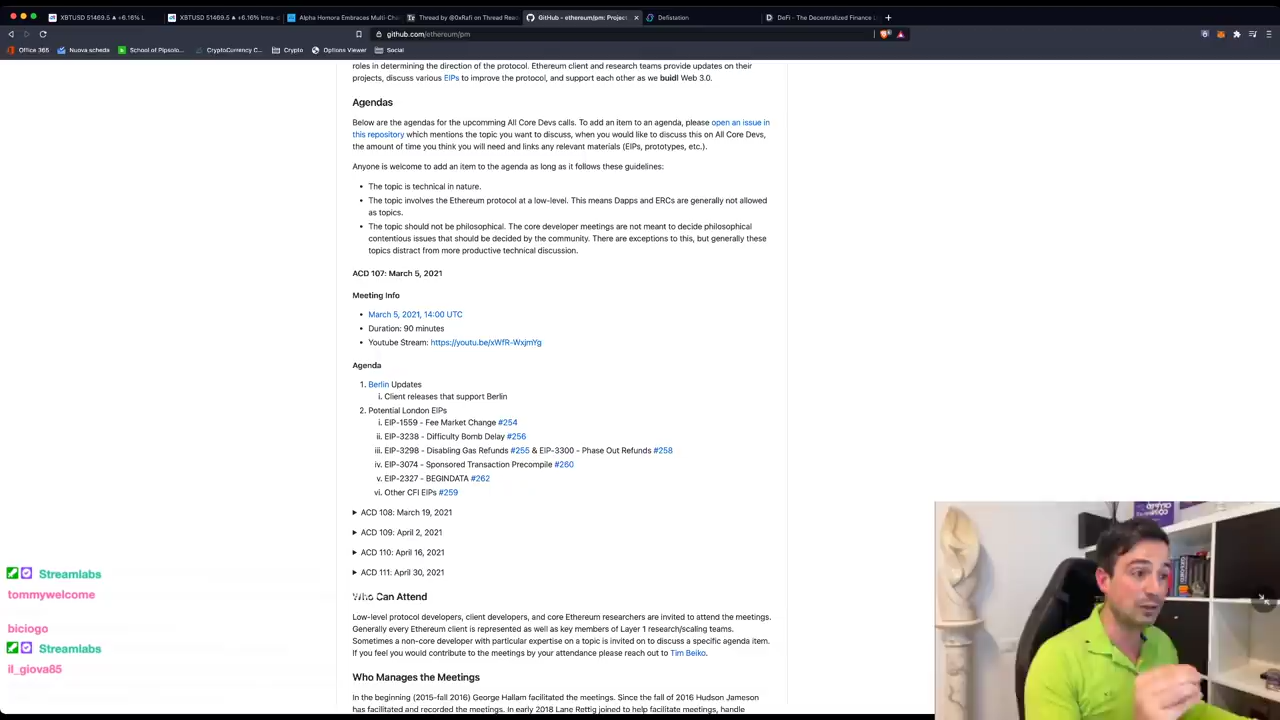 XBTUSD 51469.5 ▲ +6.16% L
XBTUSD 51469.5 ▲ +6.16% Intra-d
Alpha Homora Embraces Multi-Cha
Thread by @0xRafi on Thread Rea
GitHub - ethereum/pm: Project
Defistation
DeFi - The Decentralized Finance L
github.com/ethereum/pm
Office 365
Nuova scheda
School of Pipsolo...
CryptoCurrency C...
Crypto
Options Viewer
Social
roles in determining the direction of the protocol. Ethereum client and research teams provide updates on their
projects, discuss various EIPs to improve the protocol, and support each other as we buidl Web 3.0.
Agendas
Below are the agendas for the upcomming All Core Devs calls. To add an item to an agenda, please open an issue in
this repository which mentions the topic you want to discuss, when you would like to discuss this on All Core Devs,
the amount of time you think you will need and links any relevant materials (EIPs, prototypes, etc.).
Anyone is welcome to add an item to the agenda as long as it follows these guidelines:
• The topic is technical in nature.
• The topic involves the Ethereum protocol at a low-level. This means Dapps and ERCs are generally not allowed
as topics.
• The topic should not be philosophical. The core developer meetings are not meant to decide philosophical
contentious issues that should be decided by the community. There are exceptions to this, but generally these
topics distract from more productive technical discussion.
ACD 107: March 5, 2021
Meeting Info
• March 5, 2021, 14:00 UTC
• Duration: 90 minutes
• Youtube Stream: https://youtu.be/xWfR-WxjmYg
Agenda
1. Berlin Updates
i. Client releases that support Berlin
2. Potential London EIPs
i. EIP-1559 - Fee Market Change #254
ii. EIP-3238 - Difficulty Bomb Delay #256
iii. EIP-3298 - Disabling Gas Refunds #255 & EIP-3300 - Phase Out Refunds #258
iv. EIP-3074 - Sponsored Transaction Precompile #260
v. EIP-2327 - BEGINDATA #262
vi. Other CFI EIPs #259
▶ ACD 108: March 19, 2021
▶ ACD 109: April 2, 2021
▶ ACD 110: April 16, 2021
▶ ACD 111: April 30, 2021
Who Can Attend
Low-level protocol developers, client developers, and core Ethereum researchers are invited to attend the meetings.
Generally every Ethereum client is represented as well as key members of Layer 1 research/scaling teams.
Sometimes a non-core developer with particular expertise on a topic is invited on to discuss a specific agenda item.
If you feel you would contribute to the meetings by your attendance please reach out to Tim Beiko.
Who Manages the Meetings
In the beginning (2015-fall 2016) George Hallam facilitated the meetings. Since the fall of 2016 Hudson Jameson
has facilitated and recorded the meetings. In early 2018 Lane Rettig joined to help facilitate meetings, handle
Streamlabs
tommywelcome
biciogo
Streamlabs
il_giova85